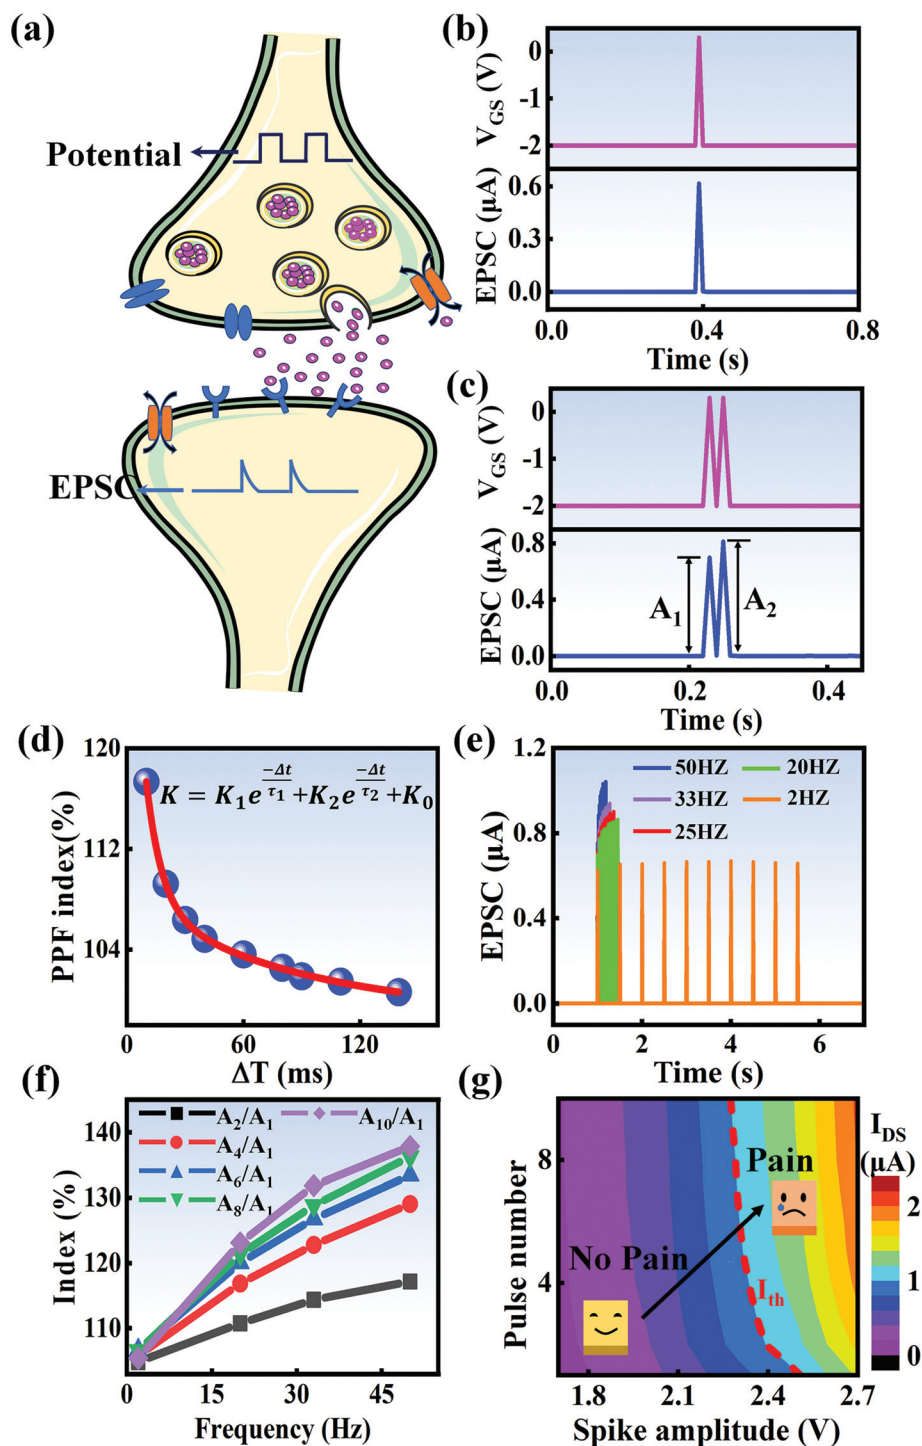 (a)
Potential
EPSC
(b)
V_GS (V)
0
-1
-2
EPSC (μA)
0.6
0.3
0.0
0.0 0.4 0.8
Time (s)
(c)
V_GS (V)
0
-1
-2
EPSC (μA)
0.8
0.4
0.0
A₁
A₂
0.0 0.2 0.4
Time (s)
(d)
PPF index(%)
120
112
104
K = K₁e^(-Δt/τ₁)+K₂e^(-Δt/τ₂)+K₀
0 60 120
ΔT (ms)
(e)
EPSC (μA)
1.2
0.8
0.4
0.0
50HZ 20HZ
33HZ 2HZ
25HZ
0 2 4 6
Time (s)
(f)
Index (%)
140
130
120
110
A₂/A₁ A₁₀/A₁
A₄/A₁
A₆/A₁
A₈/A₁
0 15 30 45
Frequency (Hz)
(g)
Pulse number
8
4
Pain
No Pain
I_th
I_DS
(μA)
2
1
0
1.8 2.1 2.4 2.7
Spike amplitude (V)